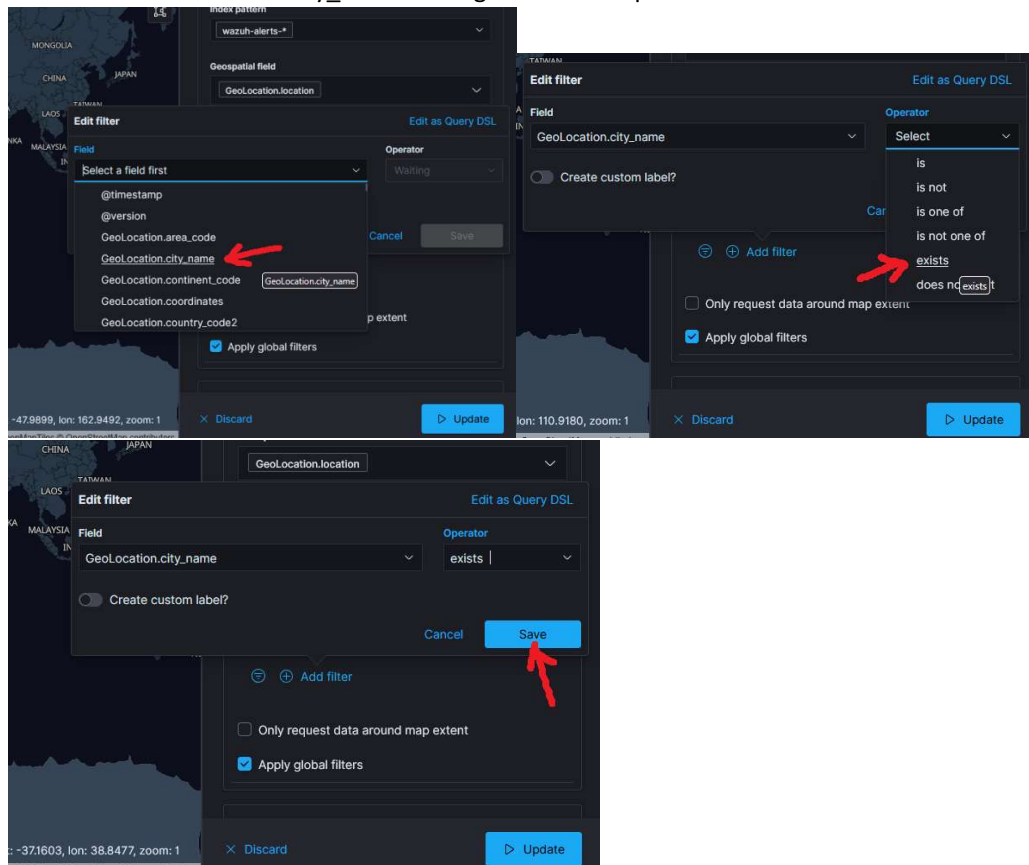 Index pattern
wazuh-alerts-*
MONGOLIA
Geospatial field
CHINA
JAPAN
GeoLocation.location
TAIWAN
LAOS
Edit filter
Edit as Query DSL
MALAYSIA
Field
Operator
Select a field first
Waiting
@timestamp
@version
GeoLocation.area_code
Cancel
Save
GeoLocation.city_name
GeoLocation.continent_code
GeoLocation.city_name
GeoLocation.coordinates
GeoLocation.country_code2
Apply global filters
-47.9899, lon: 162.9492, zoom: 1
Discard
Update
TAIWAN
Edit filter
Edit as Query DSL
Field
Operator
GeoLocation.city_name
Select
is
Create custom label?
is not
is one of
is not one of
Add filter
exists
exists
Only request data around map extent
Apply global filters
lon: 110.9180, zoom: 1
Discard
Update
CHINA
JAPAN
GeoLocation.location
TAIWAN
LAOS
Edit filter
Edit as Query DSL
MALAYSIA
Field
Operator
GeoLocation.city_name
exists
Create custom label?
Cancel
Save
Add filter
Only request data around map extent
Apply global filters
-37.1603, lon: 38.8477, zoom: 1
Discard
Update